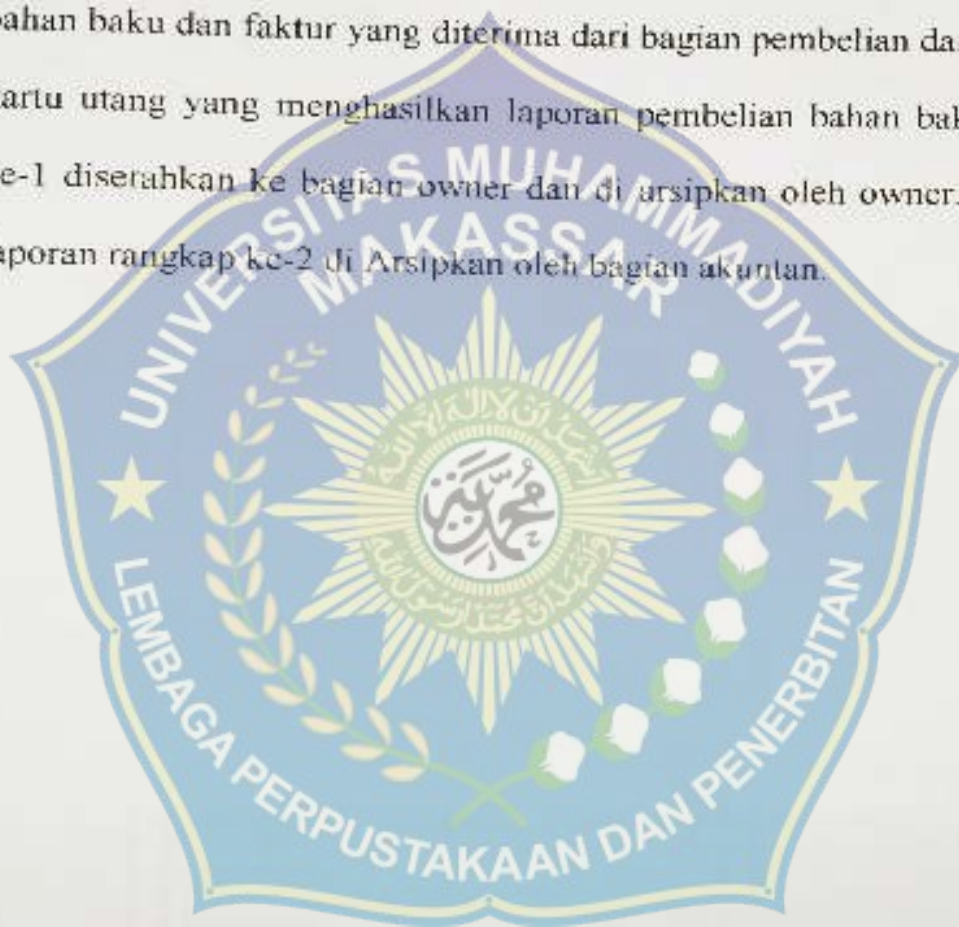 bahan baku dan faktur yang diterima dari bagian pembelian da
artu utang yang menghasilkan laporan pembelian bahan bak
e-1 diserahkan ke bagian owner dan di arsipkan oleh owner.
aporan rangkap ke-2 di Arsipkan oleh bagian akuntan.
UNIVERSITAS MUHAMMADIYAH
MAKASSAR
محمدية
LEMBAGA PERPUSTAKAAN DAN PENERBITAN